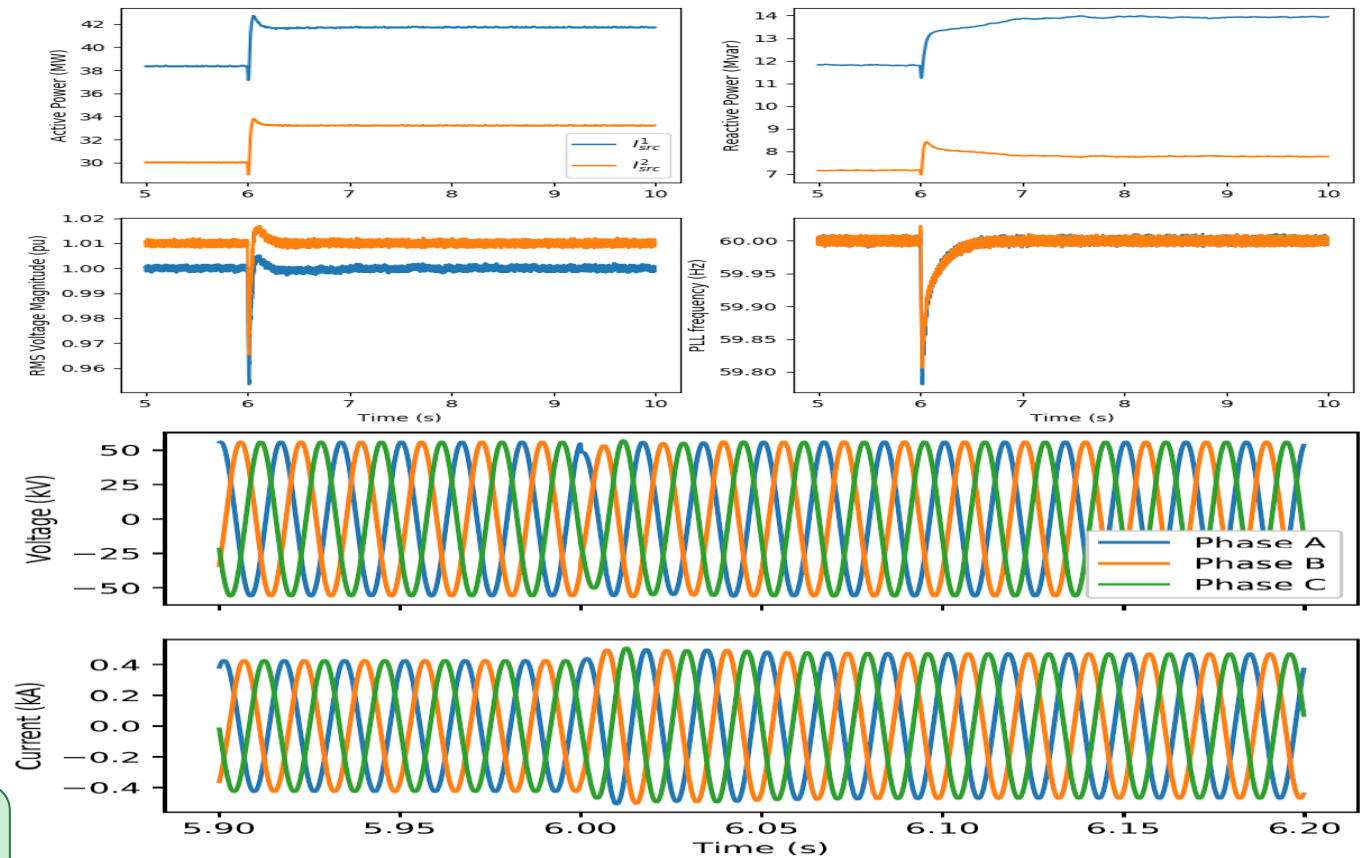 Active Power (MW)
42
40
38
36
34
32
30
I¹src
I²src
5 6 7 8 9 10
Reactive Power (Mvar)
14
13
12
11
10
9
8
7
5 6 7 8 9 10
RMS Voltage Magnitude (pu)
1.02
1.01
1.00
0.99
0.98
0.97
0.96
5 6 7 8 9 10
Time (s)
PLL frequency (Hz)
60.00
59.95
59.90
59.85
59.80
5 6 7 8 9 10
Time (s)
Voltage (kV)
50
25
0
−25
−50
Phase A
Phase B
Phase C
Current (kA)
0.4
0.2
0.0
−0.2
−0.4
5.90 5.95 6.00 6.05 6.10 6.15 6.20
Time (s)